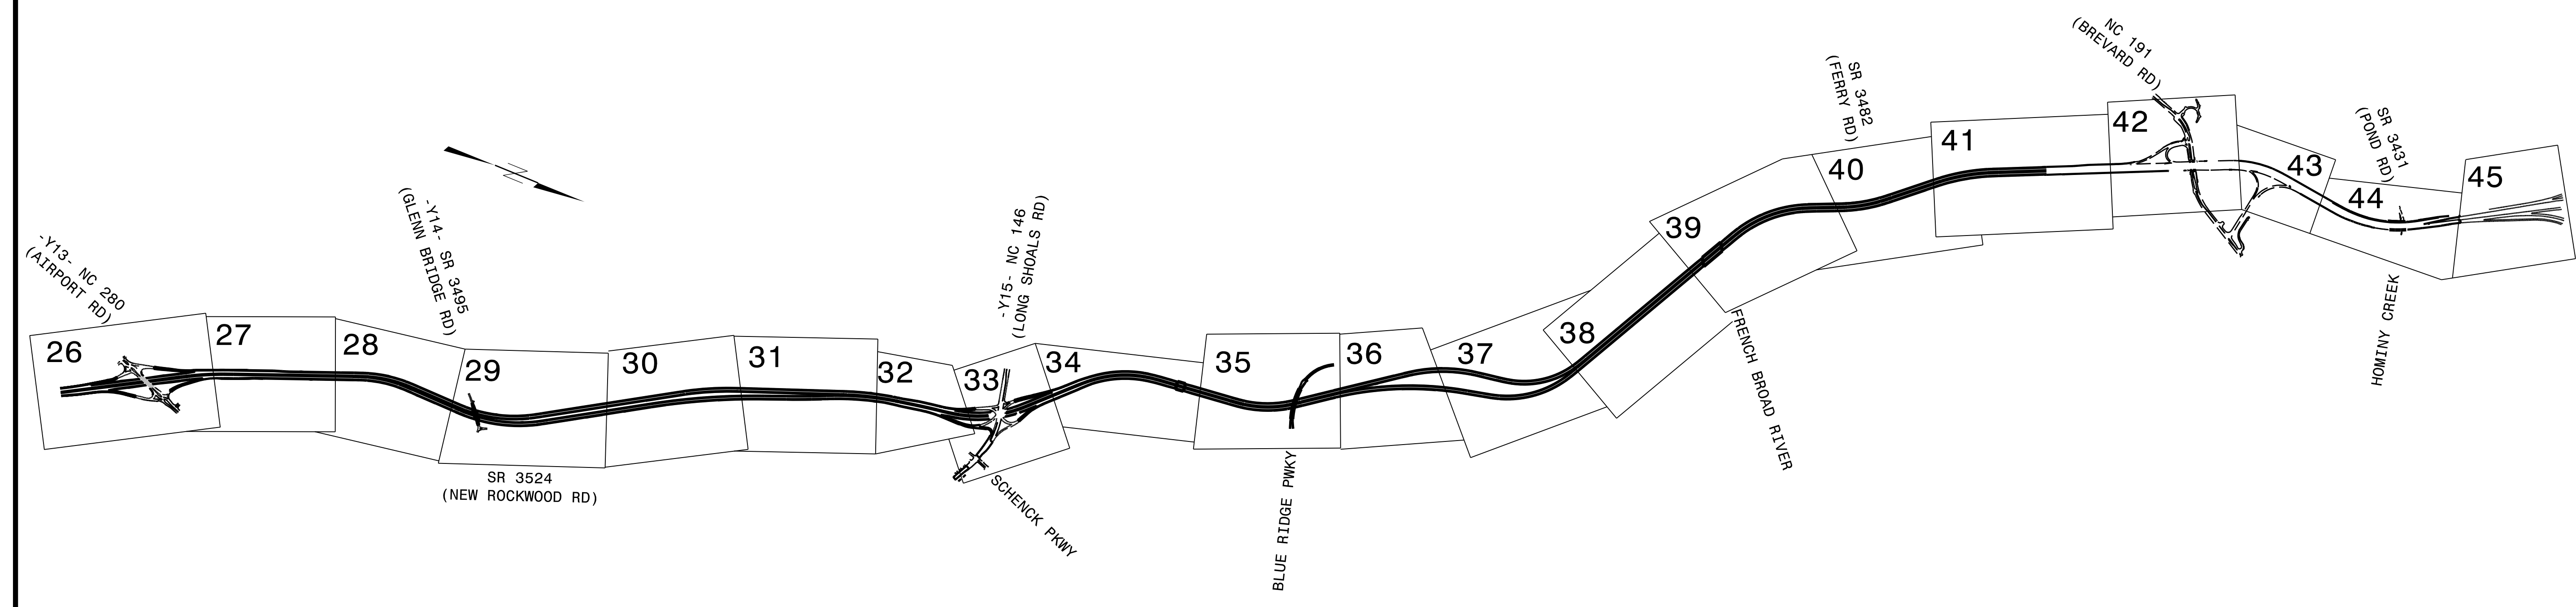 -Y13- NC 280
(AIRPORT RD)
26
27
28
-Y14- SR 3495
(GLENN BRIDGE RD)
29
SR 3524
(NEW ROCKWOOD RD)
30
31
32
33
-Y15- NC 146
(LONG SHOALS RD)
SCHENCK PKWY
34
35
BLUE RIDGE PWKY
36
37
38
39
FRENCH BROAD RIVER
SR 3482
(FERRY RD)
40
41
NC 191
(BREVARD RD)
42
43
SR 3431
(POND RD)
44
HOMINY CREEK
45